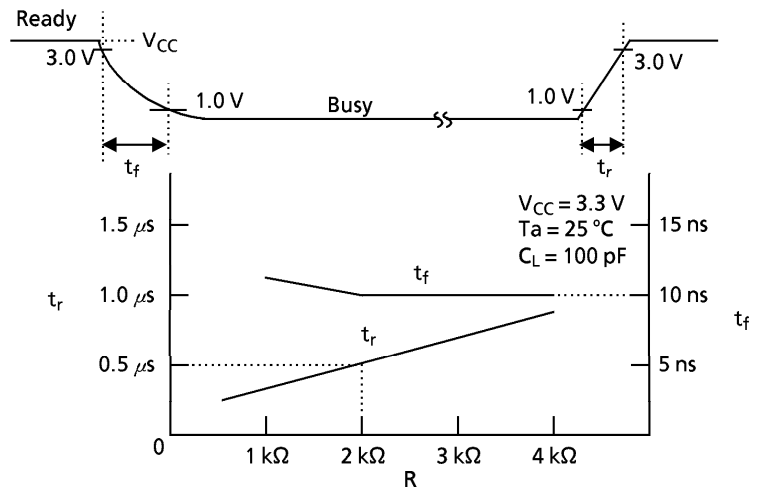 Ready
VCC
3.0 V
1.0 V
Busy
1.0 V
3.0 V
tf
tr
VCC = 3.3 V
Ta = 25 °C
CL = 100 pF
1.5 μs
15 ns
tf
tr
1.0 μs
10 ns
tf
tr
0.5 μs
5 ns
0
1 kΩ
2 kΩ
3 kΩ
4 kΩ
R